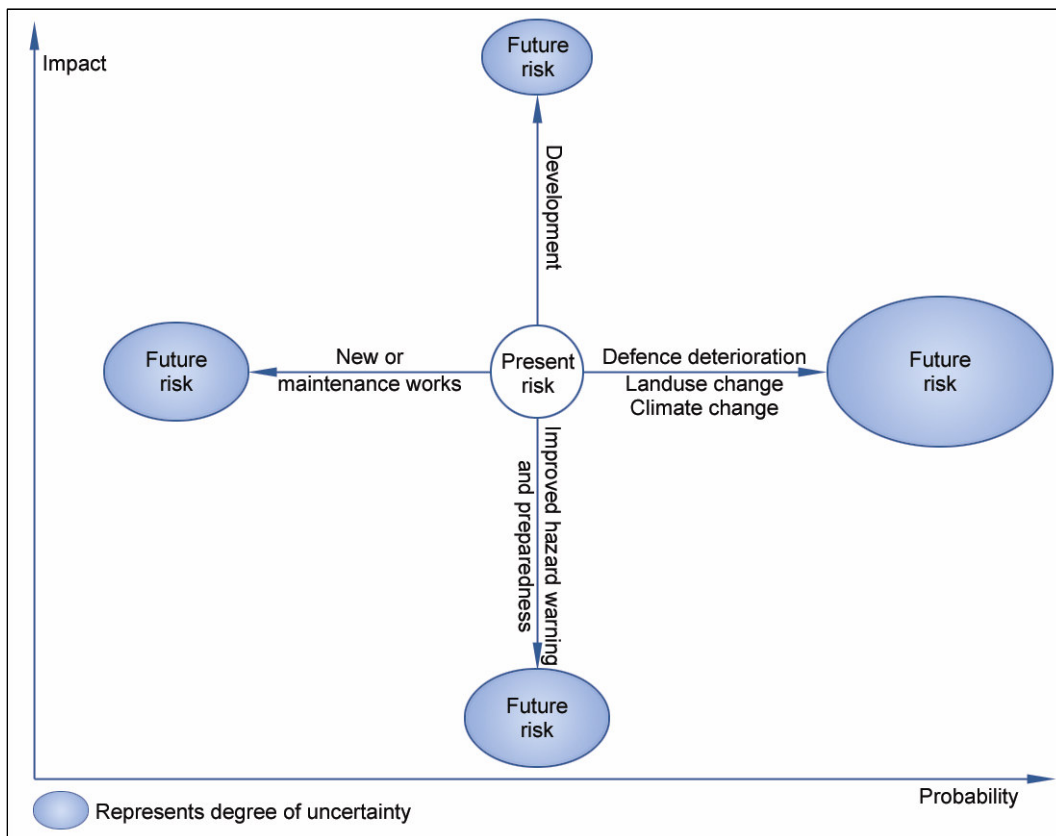 Impact
Future
risk
Development
Future
risk
New or
maintenance works
Present
risk
Defence deterioration
Landuse change
Climate change
Future
risk
Improved hazard warning
and preparedness
Future
risk
Probability
Represents degree of uncertainty